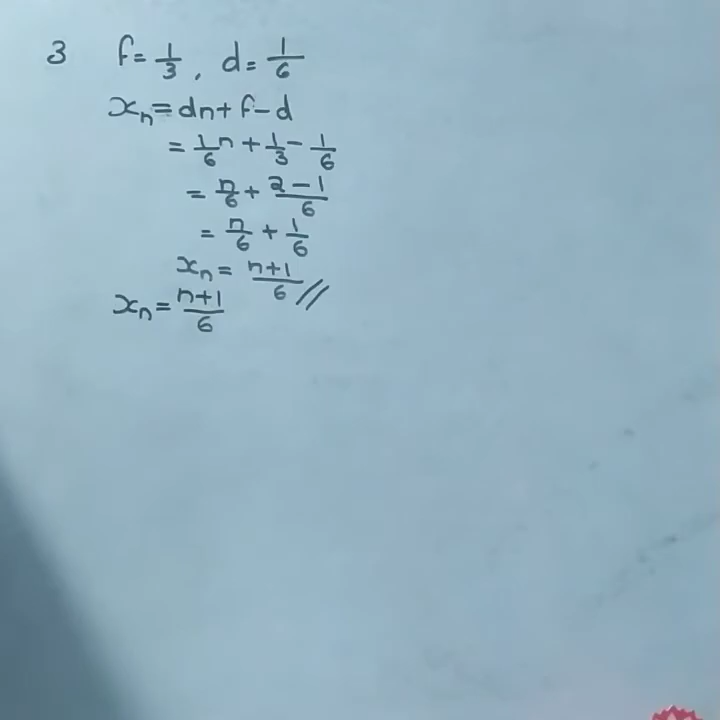 3 f = 1/3 , d = 1/6
xₙ = dn + f - d
= 1/6 n + 1/3 - 1/6
= n/6 + (2 - 1)/6
= n/6 + 1/6
xₙ = (n+1)/6 //
xₙ = (n+1)/6